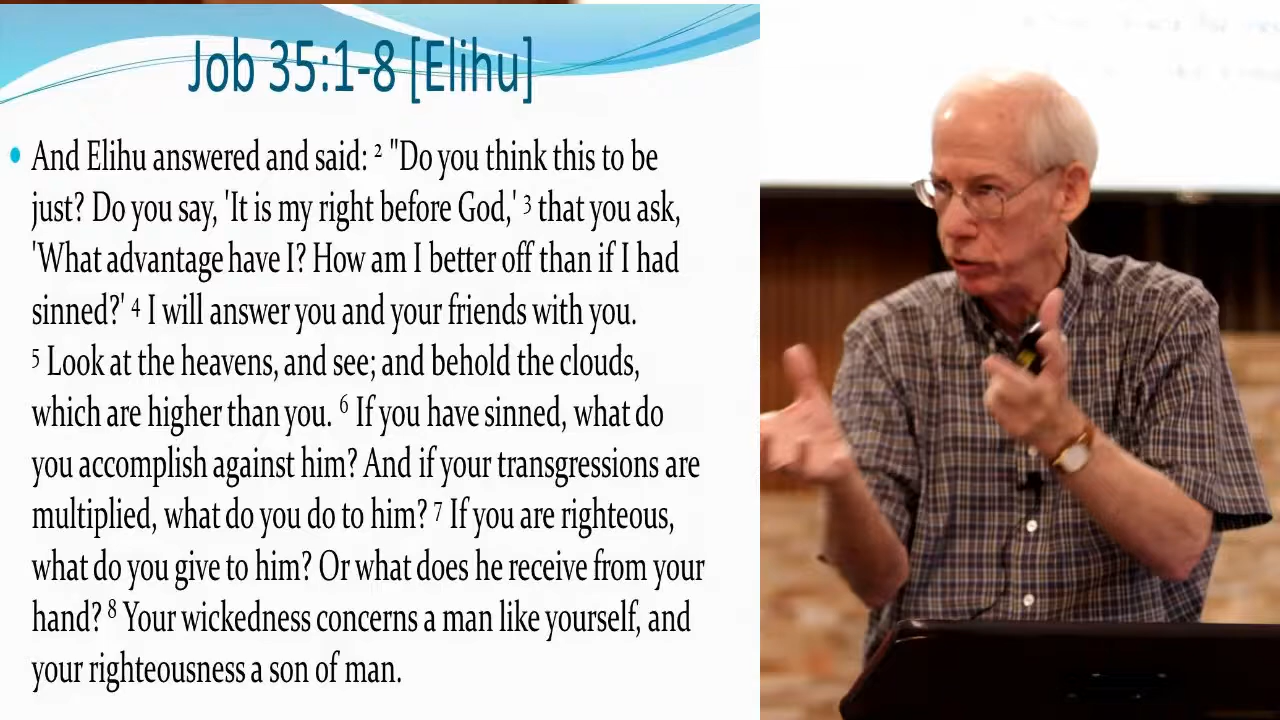 Job 35:1-8 [Elihu]
• And Elihu answered and said: ² "Do you think this to be
just? Do you say, 'It is my right before God,' ³ that you ask,
'What advantage have I? How am I better off than if I had
sinned?' ⁴ I will answer you and your friends with you.
⁵ Look at the heavens, and see; and behold the clouds,
which are higher than you. ⁶ If you have sinned, what do
you accomplish against him? And if your transgressions are
multiplied, what do you do to him? ⁷ If you are righteous,
what do you give to him? Or what does he receive from your
hand? ⁸ Your wickedness concerns a man like yourself, and
your righteousness a son of man.